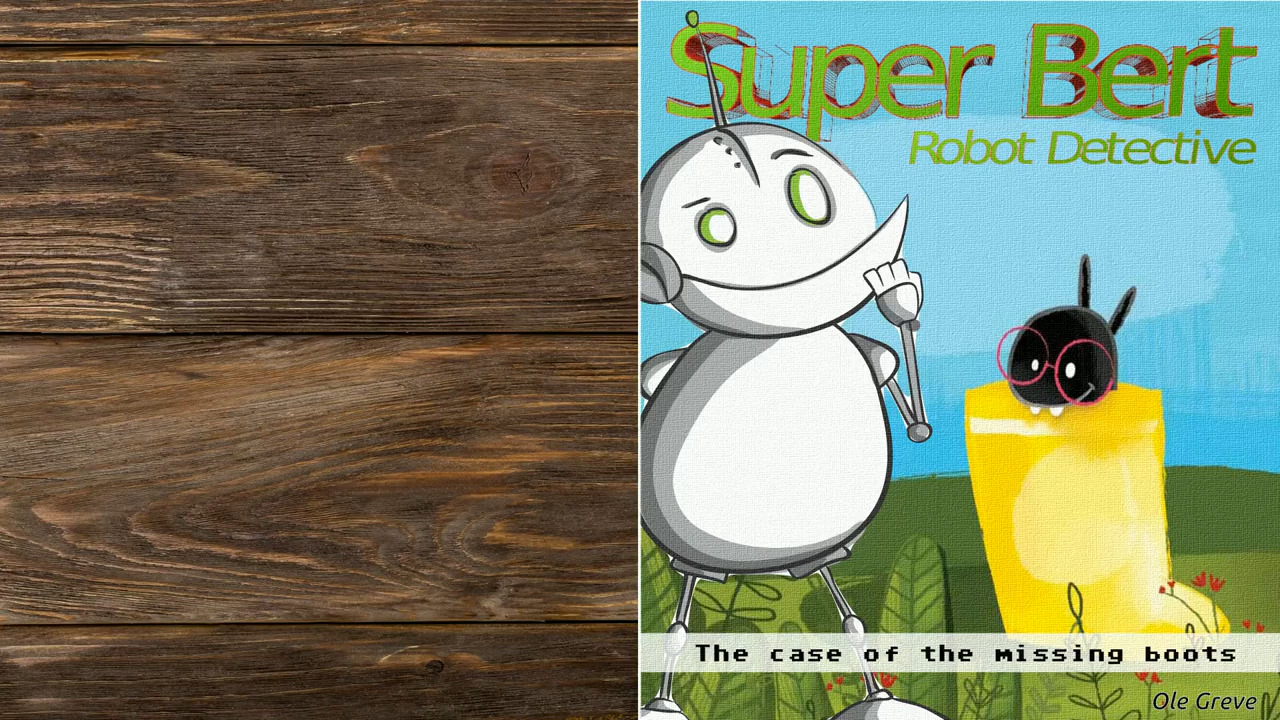 Super Bert
Robot Detective
The case of the missing boots
Ole Greve